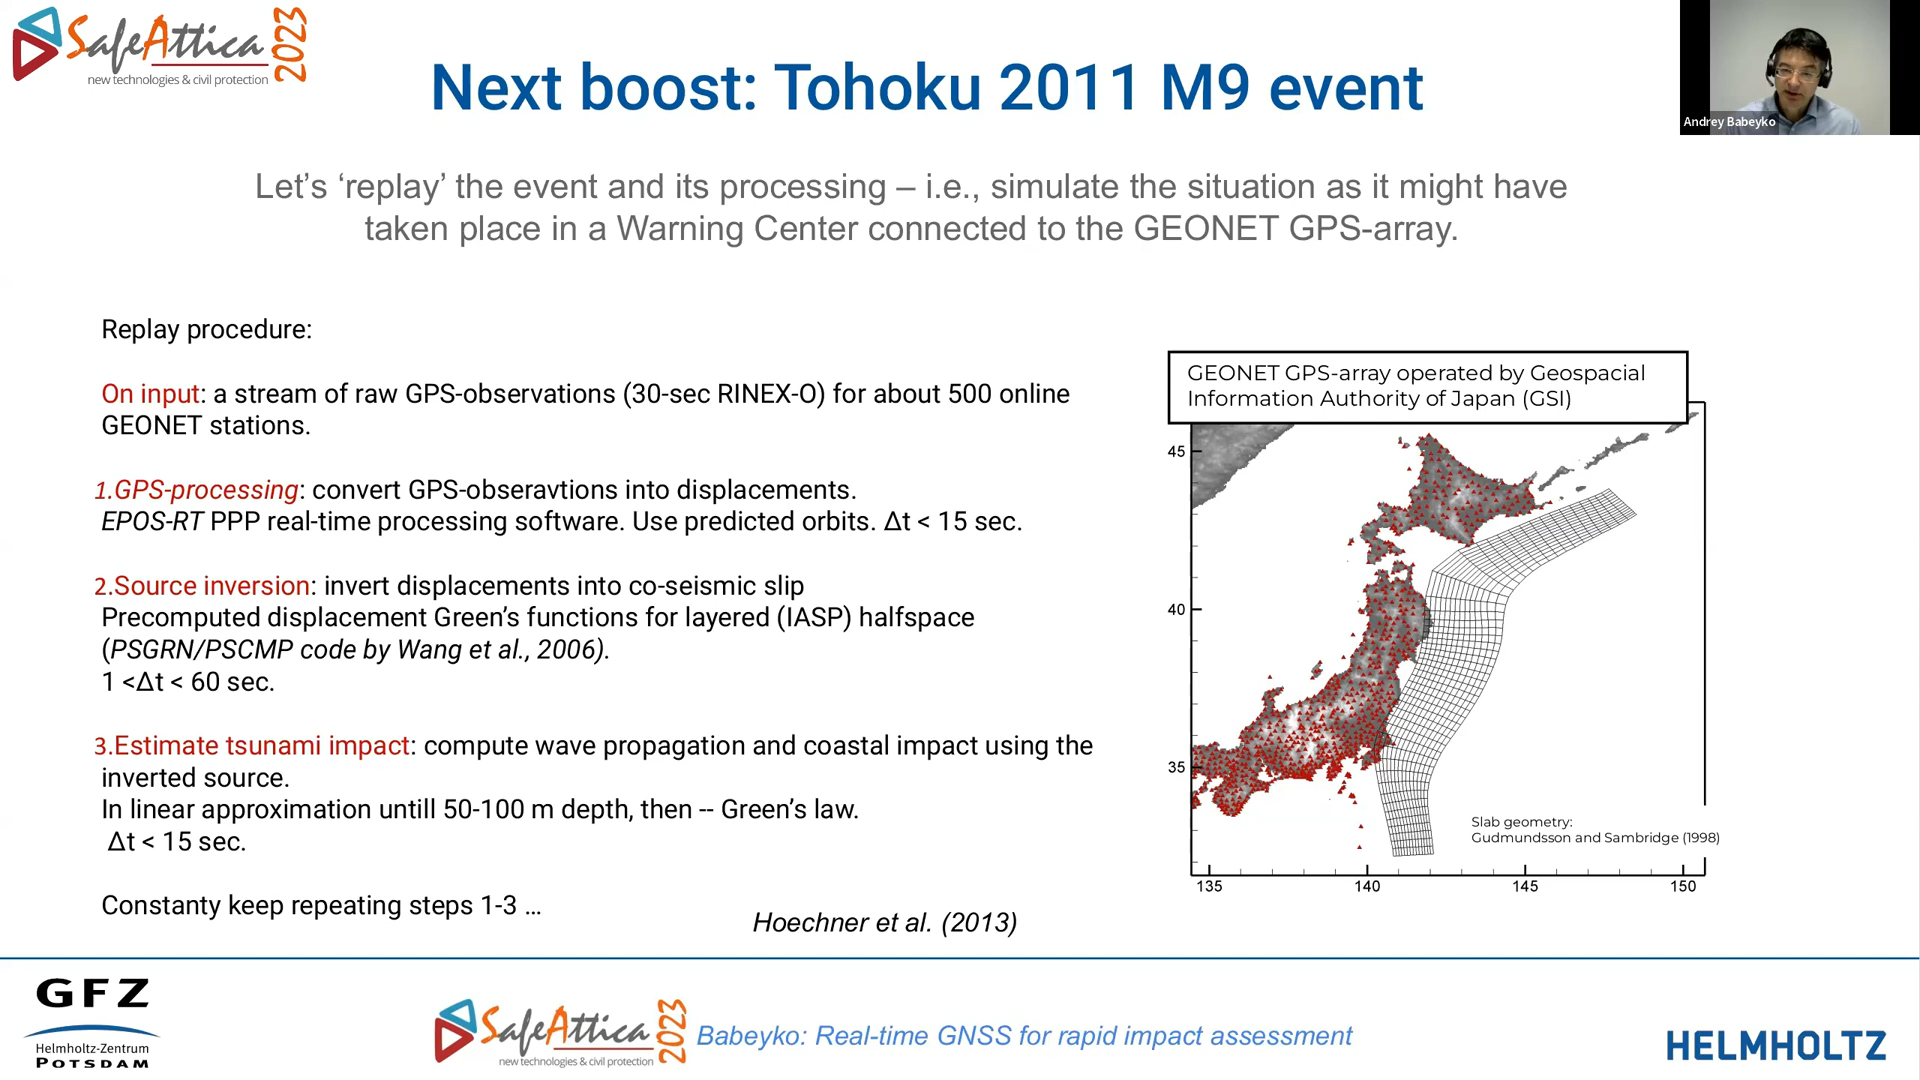 SafeAttica 2023
new technologies & civil protection
Next boost: Tohoku 2011 M9 event
Andrey Babeyko
Let's 'replay' the event and its processing – i.e., simulate the situation as it might have
taken place in a Warning Center connected to the GEONET GPS-array.
Replay procedure:
On input: a stream of raw GPS-observations (30-sec RINEX-O) for about 500 online
GEONET stations.
1.GPS-processing: convert GPS-obseravtions into displacements.
EPOS-RT PPP real-time processing software. Use predicted orbits. Δt < 15 sec.
2.Source inversion: invert displacements into co-seismic slip
Precomputed displacement Green's functions for layered (IASP) halfspace
(PSGRN/PSCMP code by Wang et al., 2006).
1 <Δt < 60 sec.
3.Estimate tsunami impact: compute wave propagation and coastal impact using the
inverted source.
In linear approximation untill 50-100 m depth, then -- Green's law.
Δt < 15 sec.
Constanty keep repeating steps 1-3 ...
Hoechner et al. (2013)
GEONET GPS-array operated by Geospacial
Information Authority of Japan (GSI)
45
40
35
Slab geometry:
Gudmundsson and Sambridge (1998)
135 140 145 150
GFZ
Helmholtz-Zentrum
POTSDAM
SafeAttica 2023
new technologies & civil protection
Babeyko: Real-time GNSS for rapid impact assessment
HELMHOLTZ